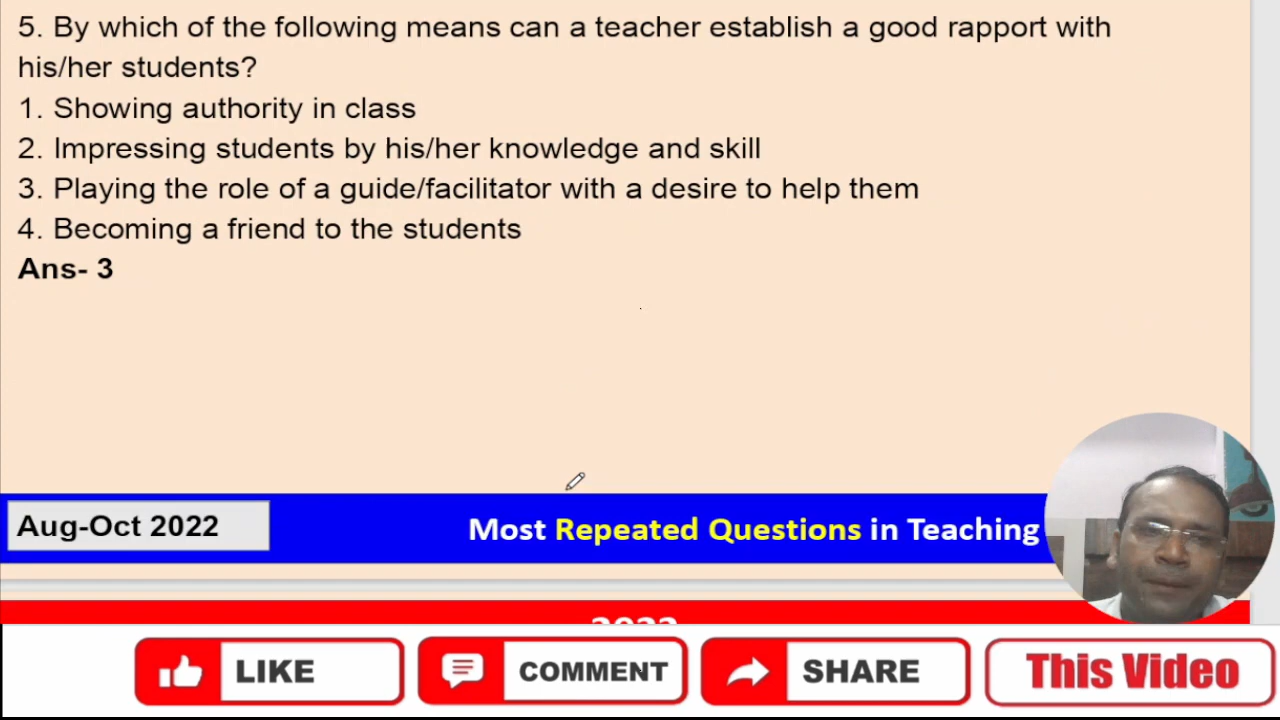 5. By which of the following means can a teacher establish a good rapport with
his/her students?
1. Showing authority in class
2. Impressing students by his/her knowledge and skill
3. Playing the role of a guide/facilitator with a desire to help them
4. Becoming a friend to the students
Ans- 3
Aug-Oct 2022
Most Repeated Questions in Teaching
LIKE
COMMENT
SHARE
This Video